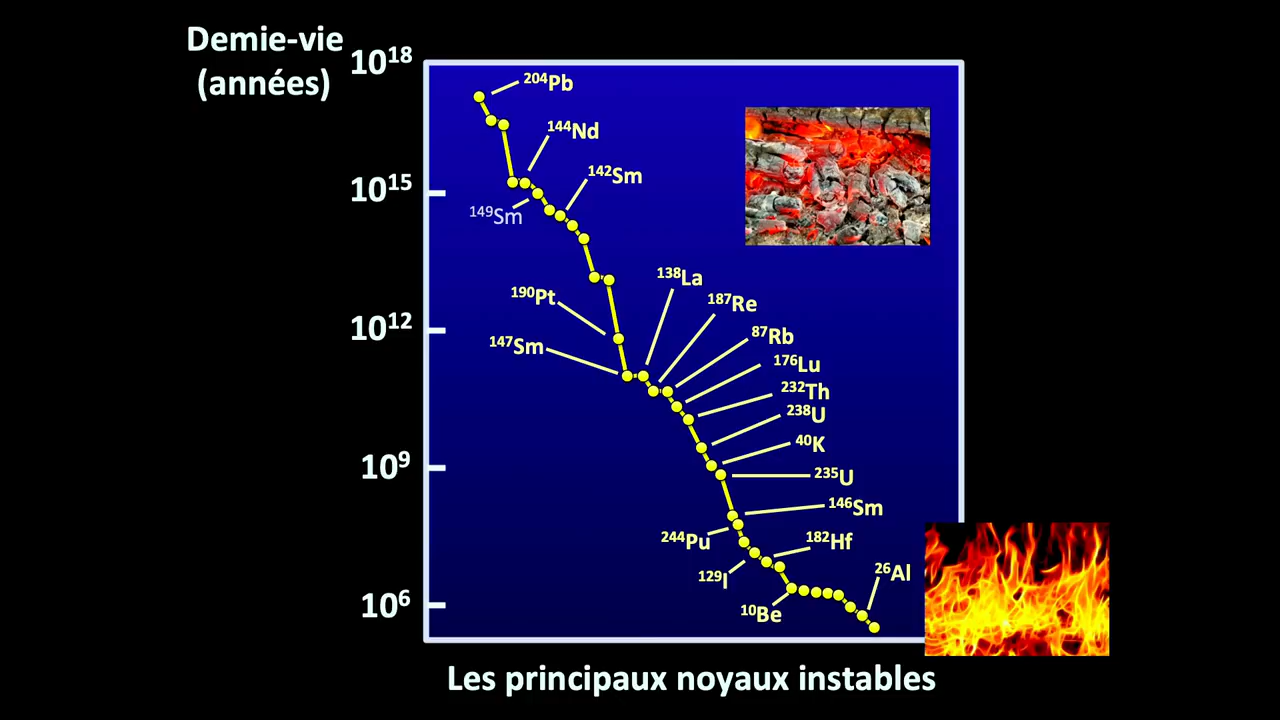 Demie-vie
(années)
10¹⁸
10¹⁵
10¹²
10⁹
10⁶
²⁰⁴Pb
¹⁴⁴Nd
¹⁴²Sm
¹⁴⁹Sm
¹³⁸La
¹⁹⁰Pt
¹⁸⁷Re
⁸⁷Rb
¹⁴⁷Sm
¹⁷⁶Lu
²³²Th
²³⁸U
⁴⁰K
²³⁵U
¹⁴⁶Sm
²⁴⁴Pu
¹⁸²Hf
¹²⁹I
²⁶Al
¹⁰Be
Les principaux noyaux instables